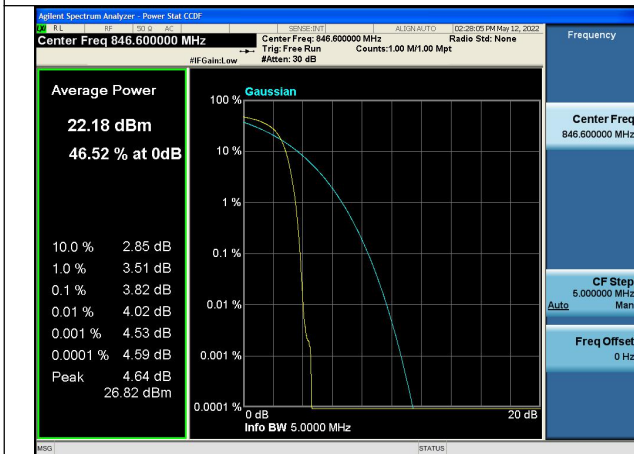 Agilent Spectrum Analyzer - Power Stat CCDF
RL RF 50 Ω AC SENSE:INT ALIGN AUTO 02:28:05 PM May 12, 2022
Center Freq 846.600000 MHz
Center Freq: 846.600000 MHz Radio Std: None
Trig: Free Run Counts:1.00 M/1.00 Mpt
#IFGain:Low #Atten: 30 dB
Frequency
Average Power
22.18 dBm
46.52 % at 0dB
10.0 % 2.85 dB
1.0 % 3.51 dB
0.1 % 3.82 dB
0.01 % 4.02 dB
0.001 % 4.53 dB
0.0001 % 4.59 dB
Peak 4.64 dB
26.82 dBm
Gaussian
100 %
10 %
1 %
0.1 %
0.01 %
0.001 %
0.0001 %
0 dB 20 dB
Info BW 5.0000 MHz
Center Freq
846.600000 MHz
CF Step
5.000000 MHz
Auto Man
Freq Offset
0 Hz
MSG STATUS